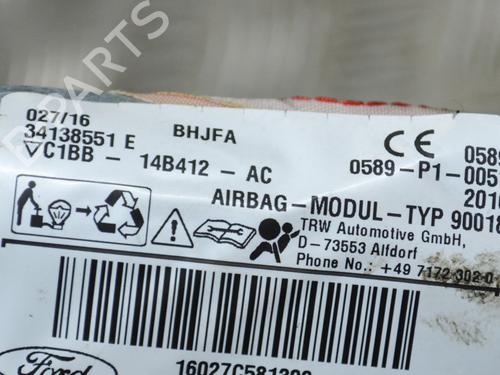 027/16
34138551 E BHJFA
C1BB - 14B412 - AC
0589-P1-005
AIRBAG-MODUL-TYP 90018
TRW Automotive GmbH,
D-73553 Alfdorf
Phone No.: +49 7172 302-0
Ford
B-PARTS